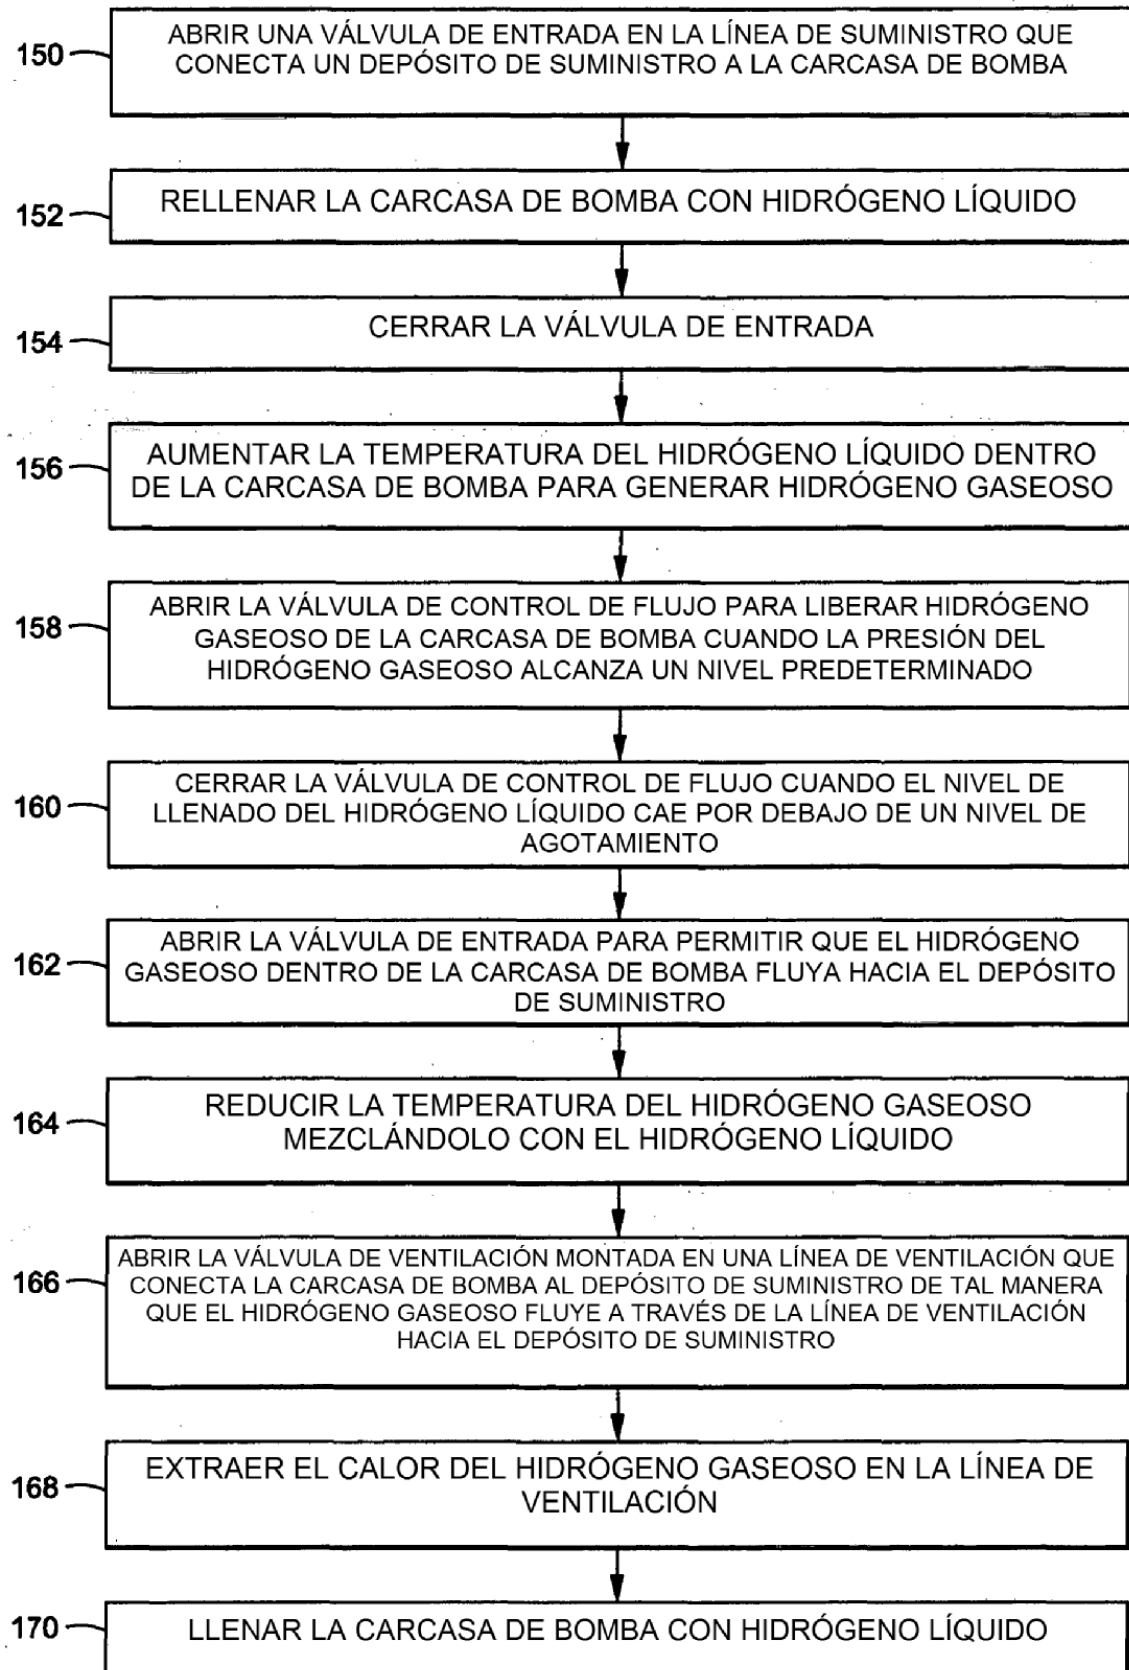 150
ABRIR UNA VÁLVULA DE ENTRADA EN LA LÍNEA DE SUMINISTRO QUE
CONECTA UN DEPÓSITO DE SUMINISTRO A LA CARCASA DE BOMBA
152
RELLENAR LA CARCASA DE BOMBA CON HIDRÓGENO LÍQUIDO
154
CERRAR LA VÁLVULA DE ENTRADA
156
AUMENTAR LA TEMPERATURA DEL HIDRÓGENO LÍQUIDO DENTRO
DE LA CARCASA DE BOMBA PARA GENERAR HIDRÓGENO GASEOSO
158
ABRIR LA VÁLVULA DE CONTROL DE FLUJO PARA LIBERAR HIDRÓGENO
GASEOSO DE LA CARCASA DE BOMBA CUANDO LA PRESIÓN DEL
HIDRÓGENO GASEOSO ALCANZA UN NIVEL PREDETERMINADO
160
CERRAR LA VÁLVULA DE CONTROL DE FLUJO CUANDO EL NIVEL DE
LLENADO DEL HIDRÓGENO LÍQUIDO CAE POR DEBAJO DE UN NIVEL DE
AGOTAMIENTO
162
ABRIR LA VÁLVULA DE ENTRADA PARA PERMITIR QUE EL HIDRÓGENO
GASEOSO DENTRO DE LA CARCASA DE BOMBA FLUYA HACIA EL DEPÓSITO
DE SUMINISTRO
164
REDUCIR LA TEMPERATURA DEL HIDRÓGENO GASEOSO
MEZCLÁNDOLO CON EL HIDRÓGENO LÍQUIDO
166
ABRIR LA VÁLVULA DE VENTILACIÓN MONTADA EN UNA LÍNEA DE VENTILACIÓN QUE
CONECTA LA CARCASA DE BOMBA AL DEPÓSITO DE SUMINISTRO DE TAL MANERA
QUE EL HIDRÓGENO GASEOSO FLUYE A TRAVÉS DE LA LÍNEA DE VENTILACIÓN
HACIA EL DEPÓSITO DE SUMINISTRO
168
EXTRAER EL CALOR DEL HIDRÓGENO GASEOSO EN LA LÍNEA DE
VENTILACIÓN
170
LLENAR LA CARCASA DE BOMBA CON HIDRÓGENO LÍQUIDO